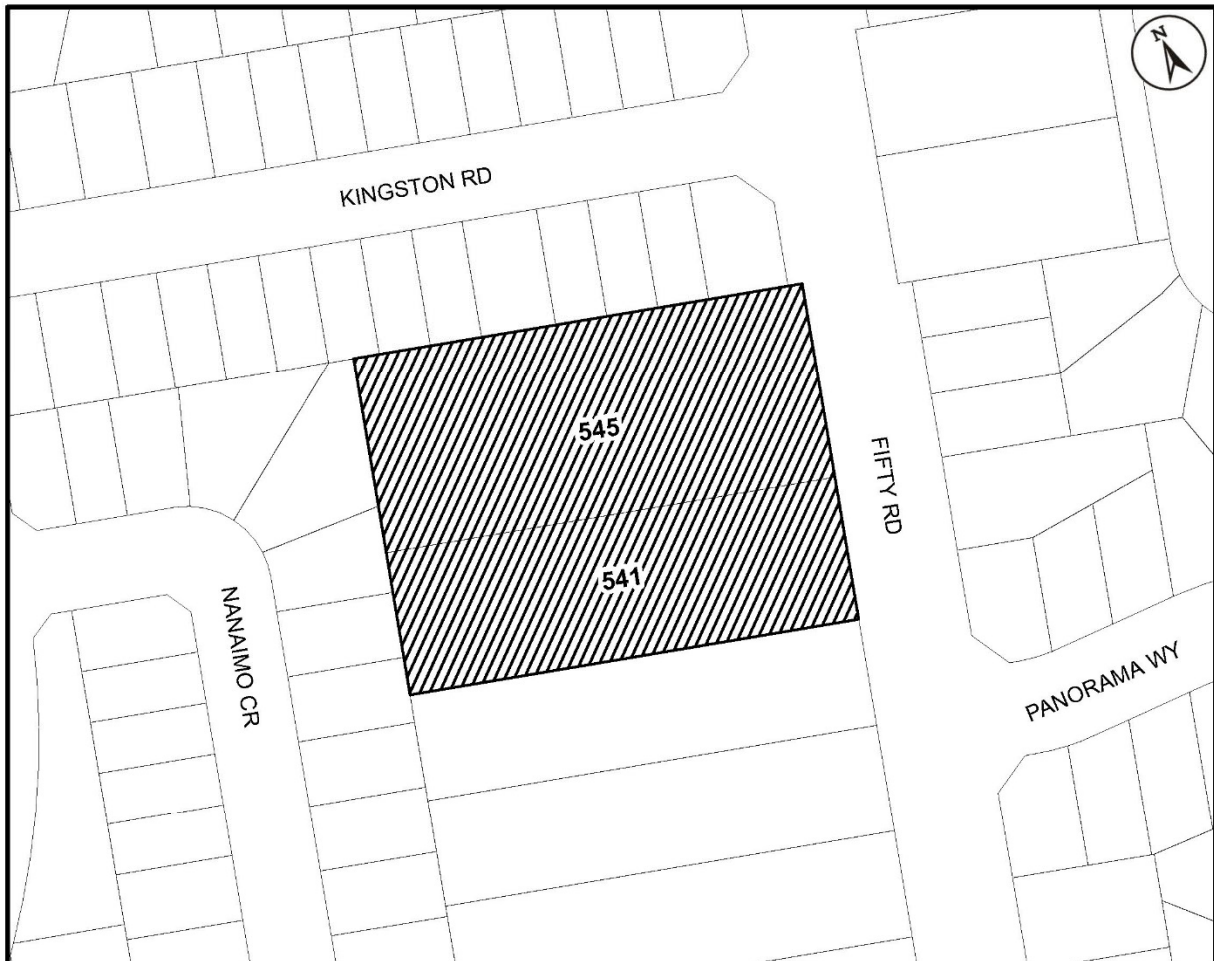 N
KINGSTON RD
545
FIFTY RD
541
NANAIMO CR
PANORAMA WY